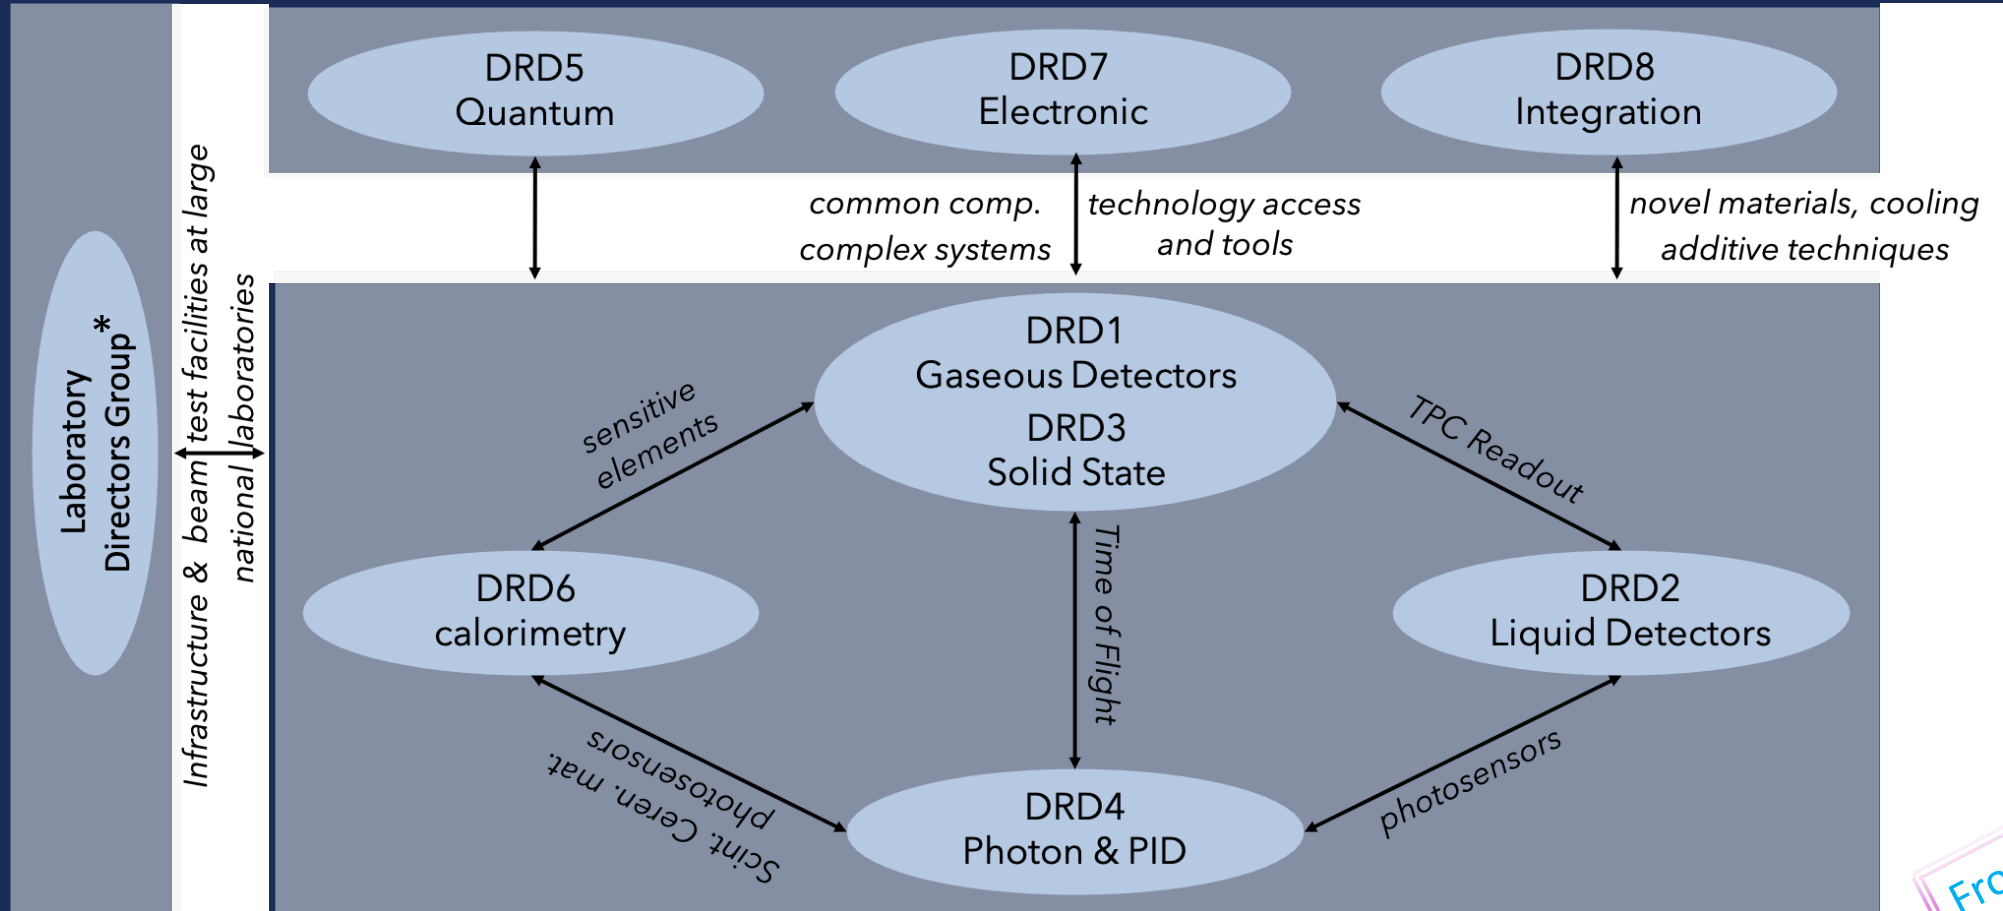 DRD5
Quantum
DRD7
Electronic
DRD8
Integration
common comp.
complex systems
technology access
and tools
novel materials, cooling
additive techniques
Laboratory
Directors Group*
Infrastructure & beam test facilities at large
national laboratories
DRD1
Gaseous Detectors
DRD3
Solid State
sensitive
elements
TPC Readout
Time of Flight
DRD6
calorimetry
DRD2
Liquid Detectors
photosensors
Scint. Ceren. mat.
photosensors
DRD4
Photon & PID